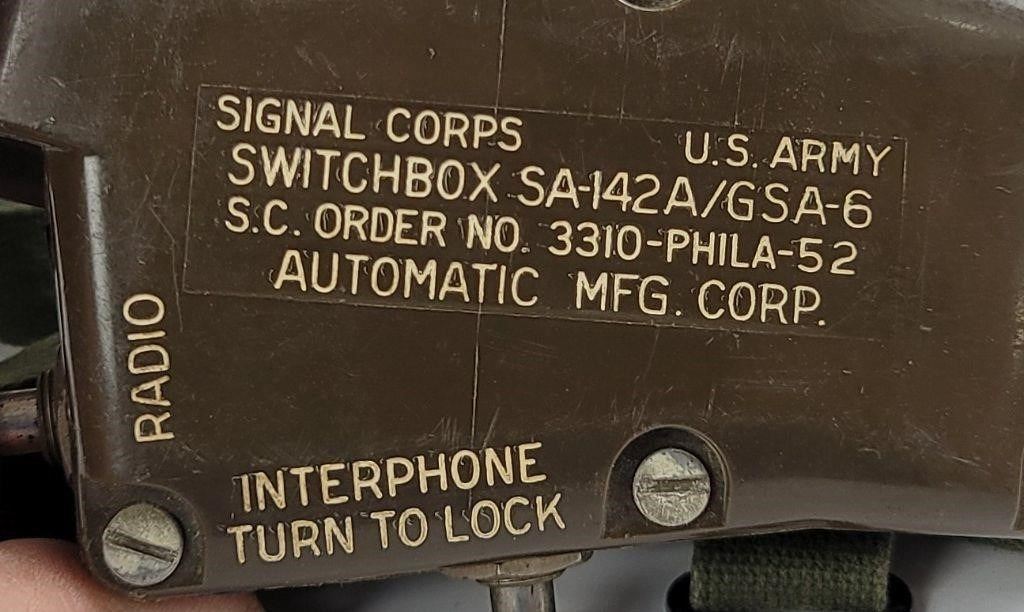 SIGNAL CORPS U.S. ARMY
SWITCHBOX SA-142A/GSA-6
S.C. ORDER NO. 3310-PHILA-52
AUTOMATIC MFG. CORP.
RADIO
INTERPHONE
TURN TO LOCK